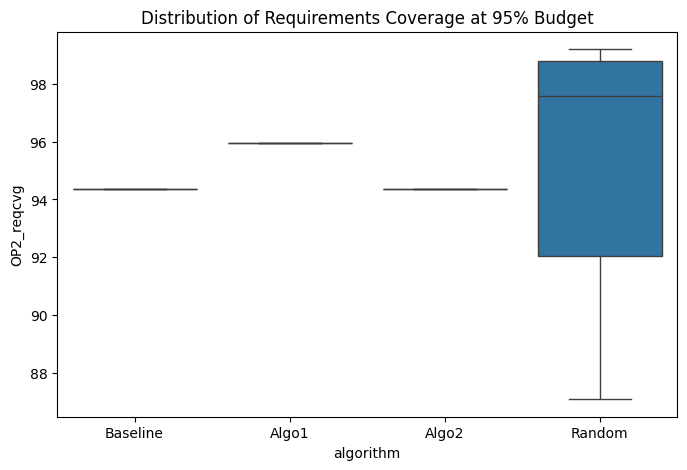 Distribution of Requirements Coverage at 95% Budget
OP2_reqcvg
98
96
94
92
90
88
Baseline
Algo1
Algo2
Random
algorithm